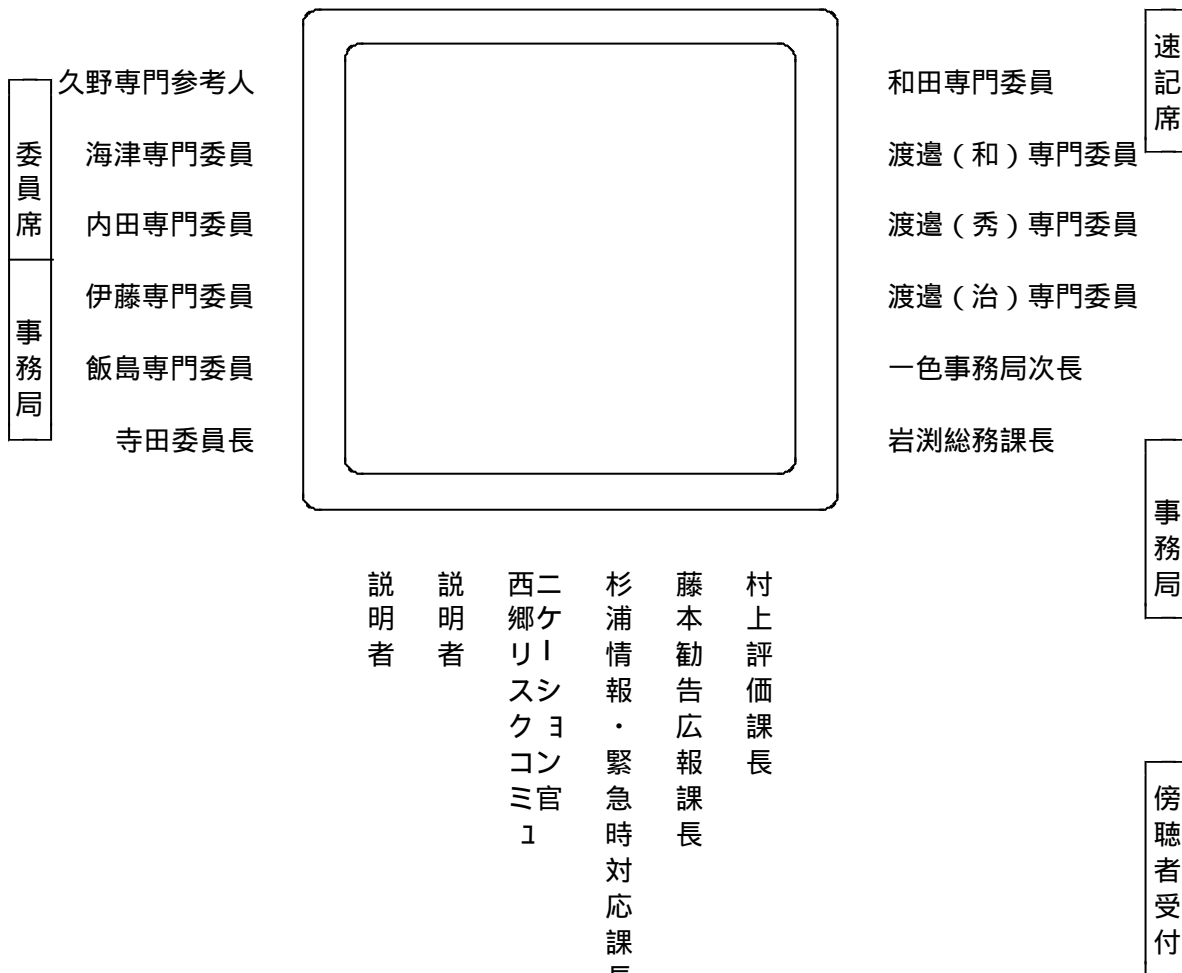 久野専門参考人
海津専門委員
内田専門委員
伊藤専門委員
飯島専門委員
寺田委員長
委員席
事務局
和田専門委員
渡邉（和）専門委員
渡邉（秀）専門委員
渡邉（治）専門委員
一色事務局次長
岩渕総務課長
速記席
事務局
傍聴者受付
説明者
説明者
西郷リスクコミュ
ニケーション官
杉浦情報・緊急時対応課長
藤本勧告広報課長
村上評価課長